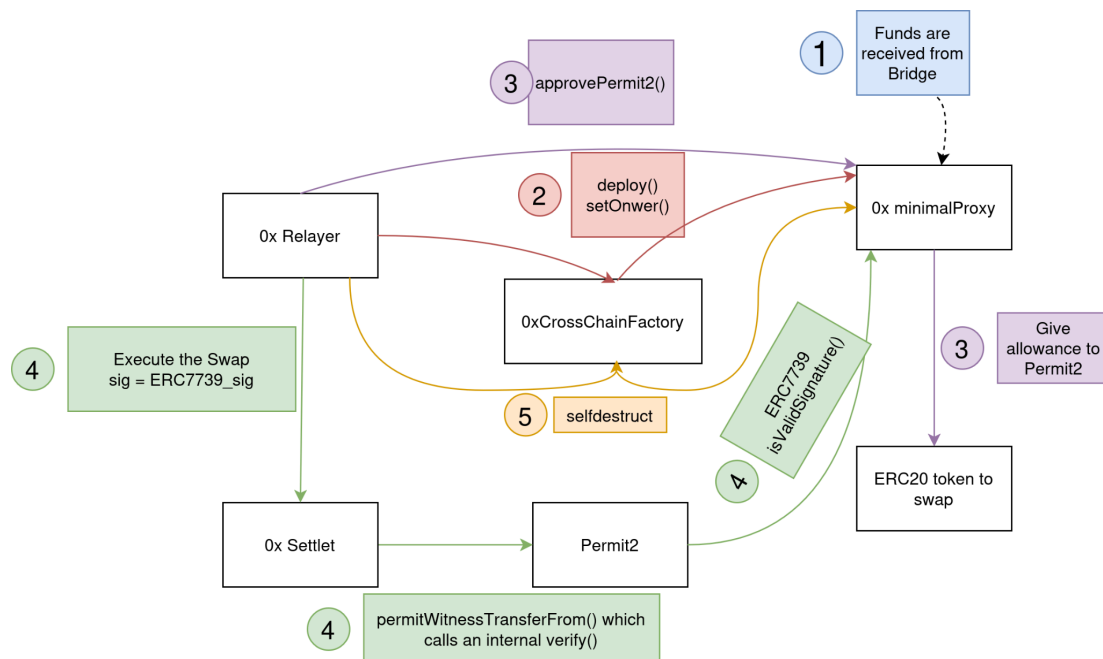 1
Funds are
received from
Bridge
3
approvePermit2()
2
deploy()
setOnwer()
0x Relayer
0x minimalProxy
0xCrossChainFactory
4
Execute the Swap
sig = ERC7739_sig
3
Give
allowance to
Permit2
4
ERC7739
isValidSignature()
5
selfdestruct
ERC20 token to
swap
0x Settlet
Permit2
4
permitWitnessTransferFrom() which
calls an internal verify()